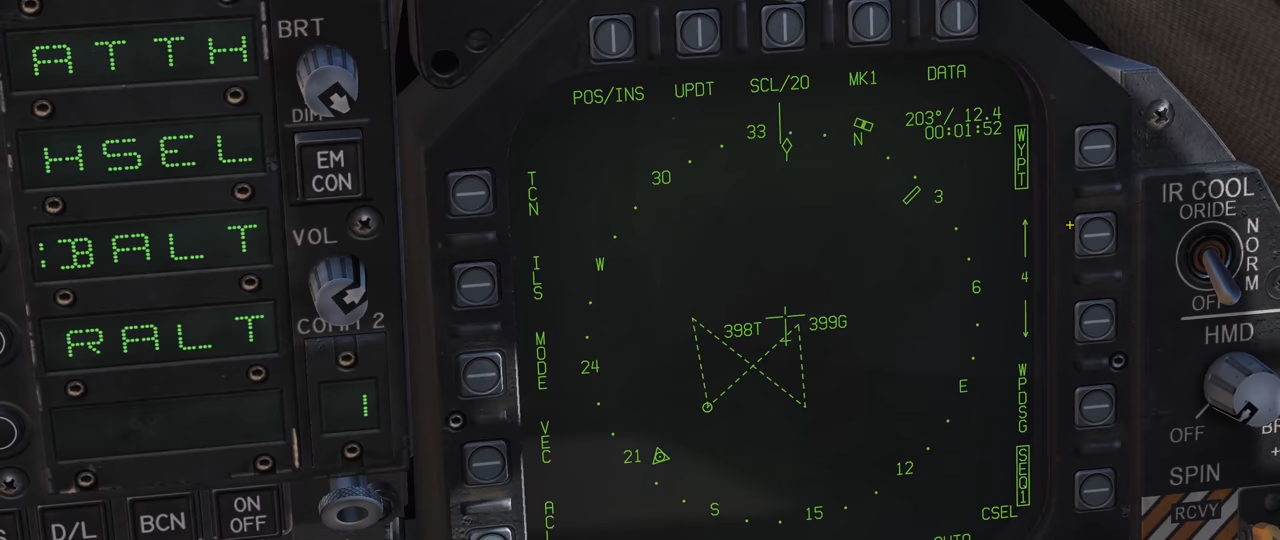 ATTH
HSEL
:BALT
RALT
BRT
DIM
EM
CON
VOL
COMM 2
1
D/L
BCN
ON
OFF
POS/INS
UPDT
SCL/20
MK1
DATA
203°/ 12.4
00:01:52
WYPT
4
WPDSG
SEQ1
CSEL
TCN
ILS
MODE
VEC
33
N
3
6
E
12
15
S
21
24
W
30
398T
399G
IR COOL
ORIDE
NORM
OFF
HMD
OFF
SPIN
RCVY